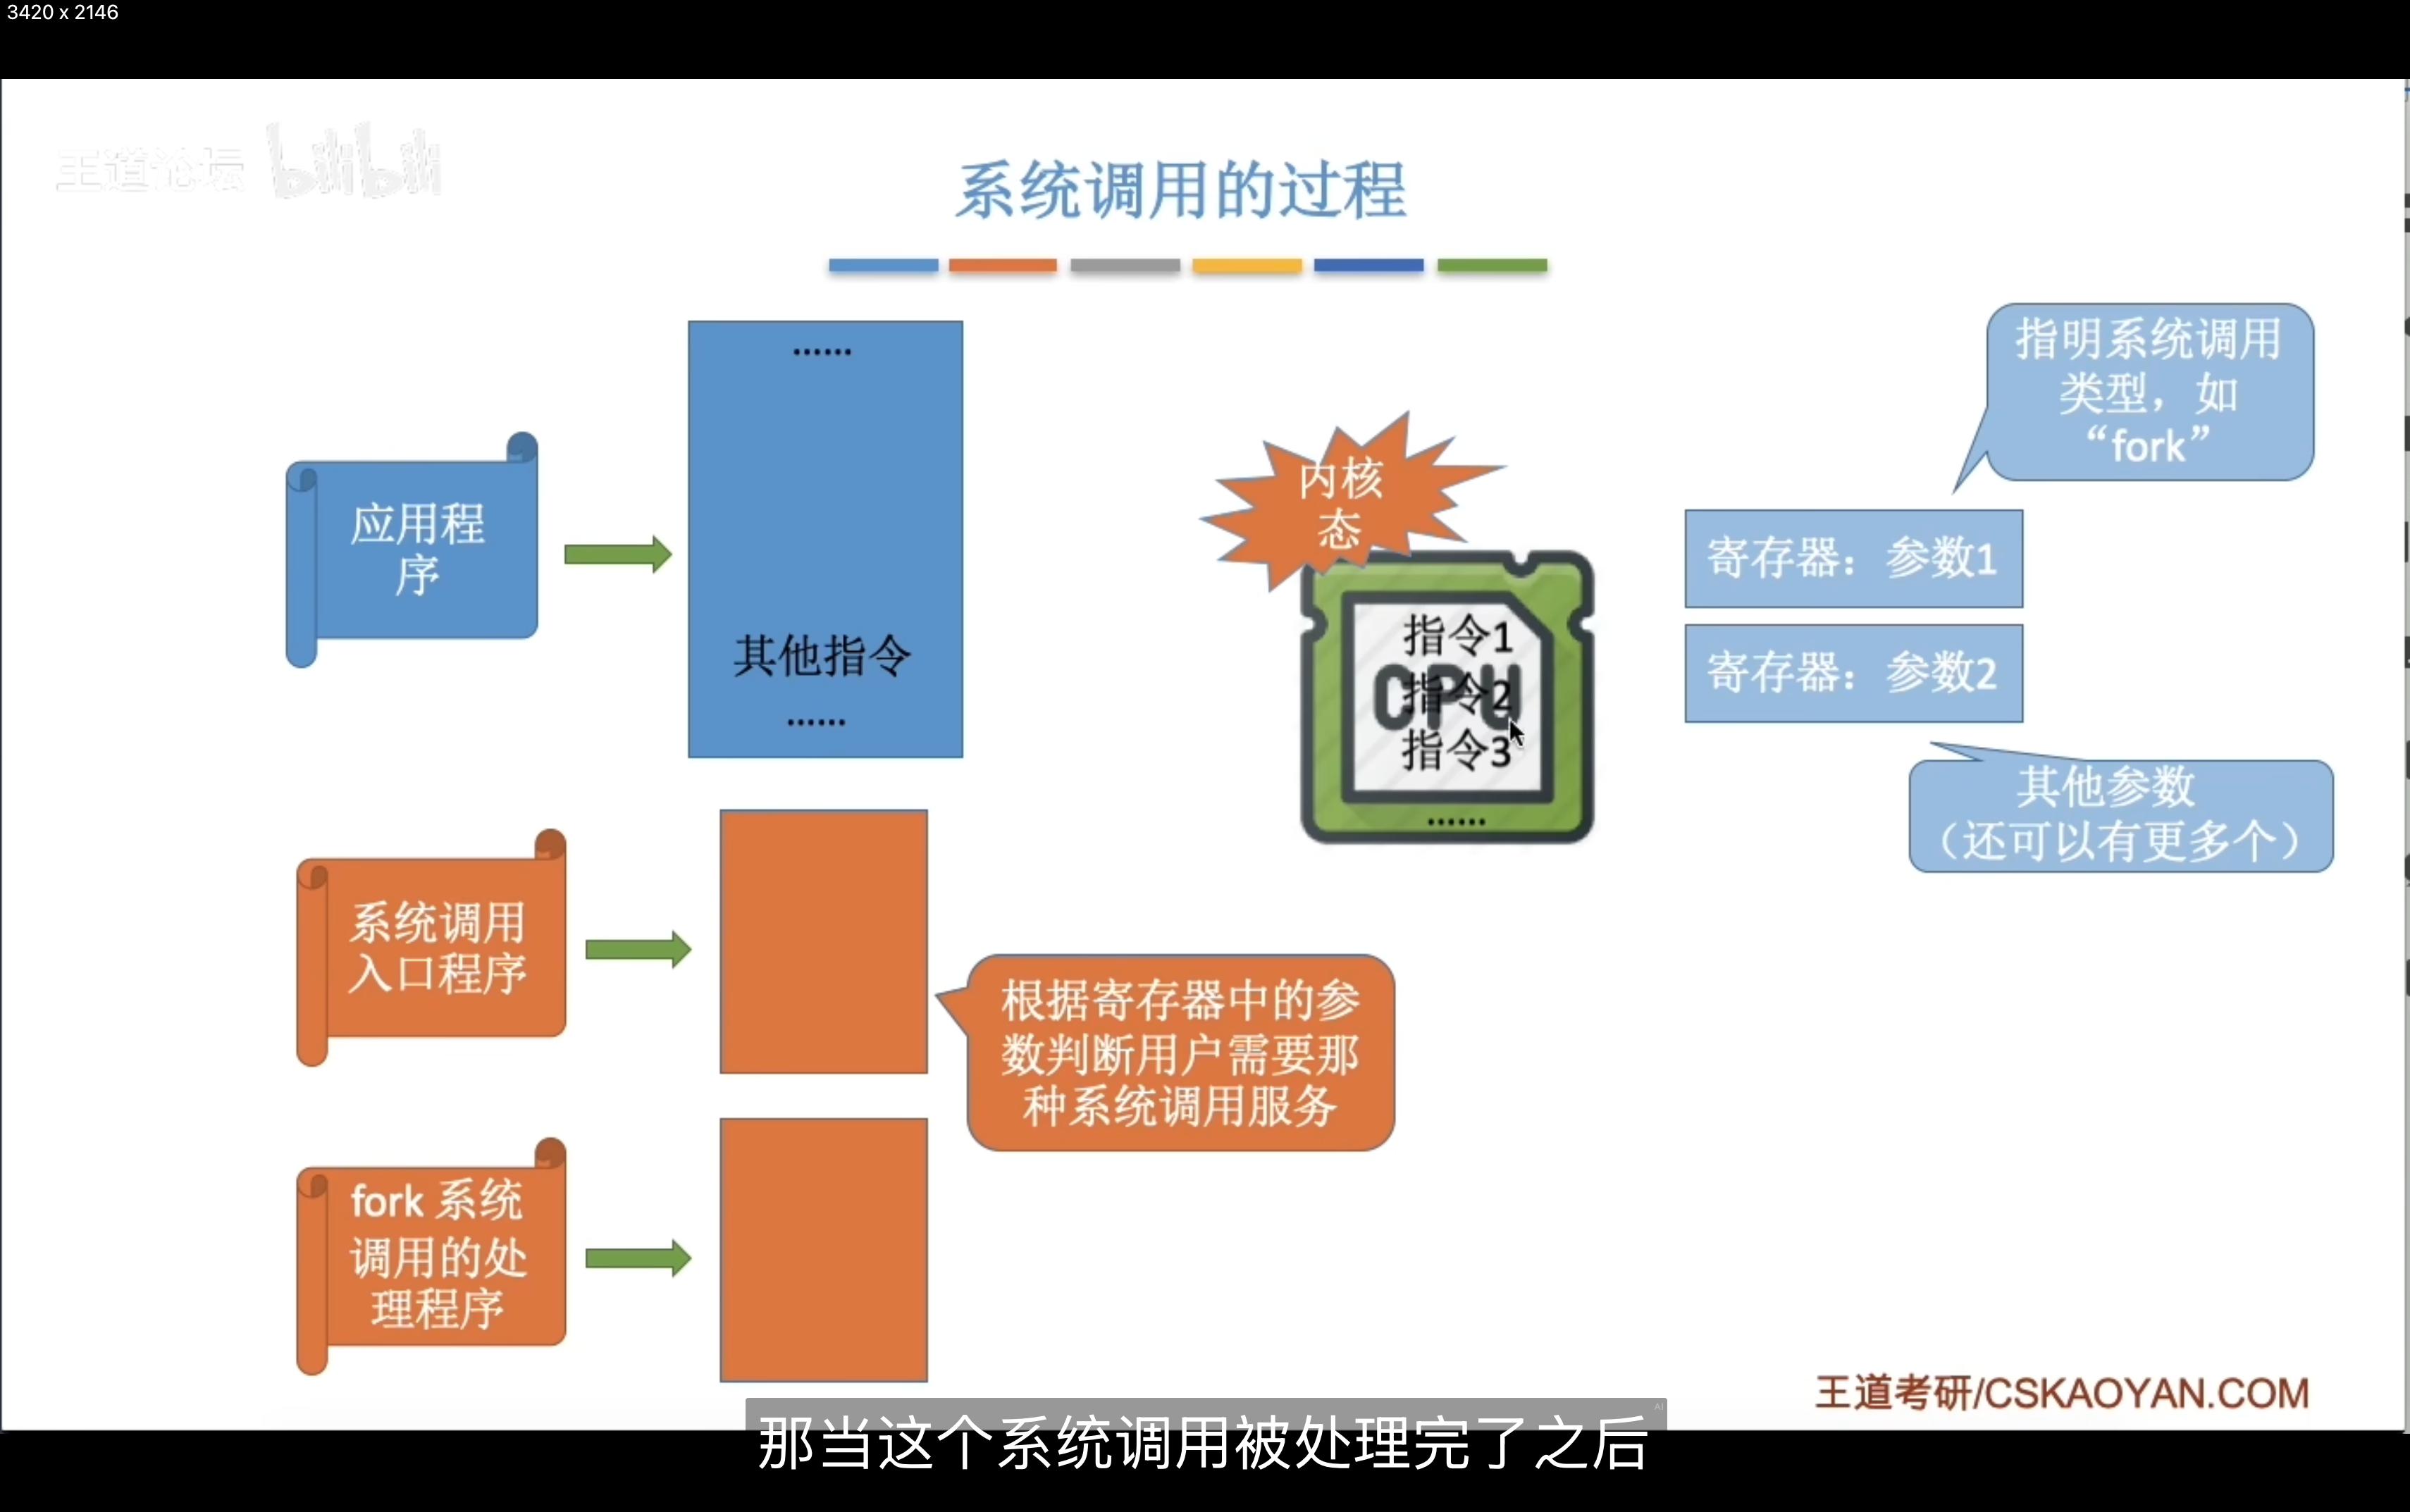 3420 x 2146
王道论坛 bilibili
系统调用的过程
......
应用程
序
其他指令
......
内核
态
指令1
CPU
指令2
指令3
......
指明系统调用
类型，如
“fork”
寄存器：参数1
寄存器：参数2
其他参数
（还可以有更多个）
系统调用
入口程序
根据寄存器中的参
数判断用户需要那
种系统调用服务
fork 系统
调用的处
理程序
王道考研/CSKAOYAN.COM
AI
那当这个系统调用被处理完了之后